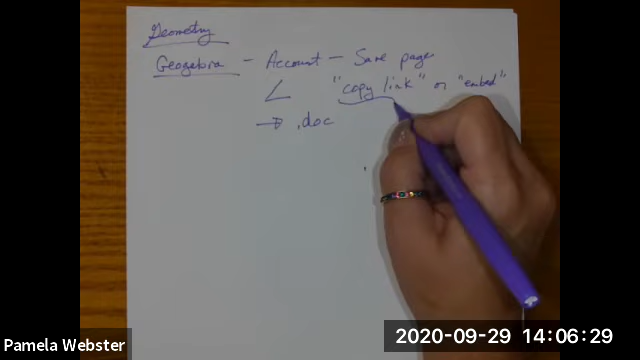 Geometry
Geogebra - Account - Save page
"copy link" or "embed"
→ .doc
Pamela Webster
2020-09-29 14:06:29